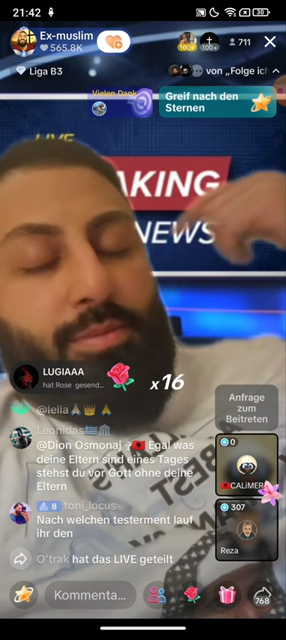 21:42
30
Ex-muslim
565.8K
100+
711
Liga B3
von „Folge ich
Vielen Dank
Greif nach den
Sternen
LIVE
AKING
NEWS
LUGIAAA
hat Rose gesend..
x16
@lella
Anfrage
zum
Beitreten
Leonidas
@Dion Osmonaj Egal was
deine Eltern sind eines Tages
stehst du vor Gott ohne deine
Eltern
0
CALIMER
8 toni_locus
Nach welchen testerment lauf
ihr den
307
Reza
O'trak hat das LIVE geteilt
Kommenta...
768